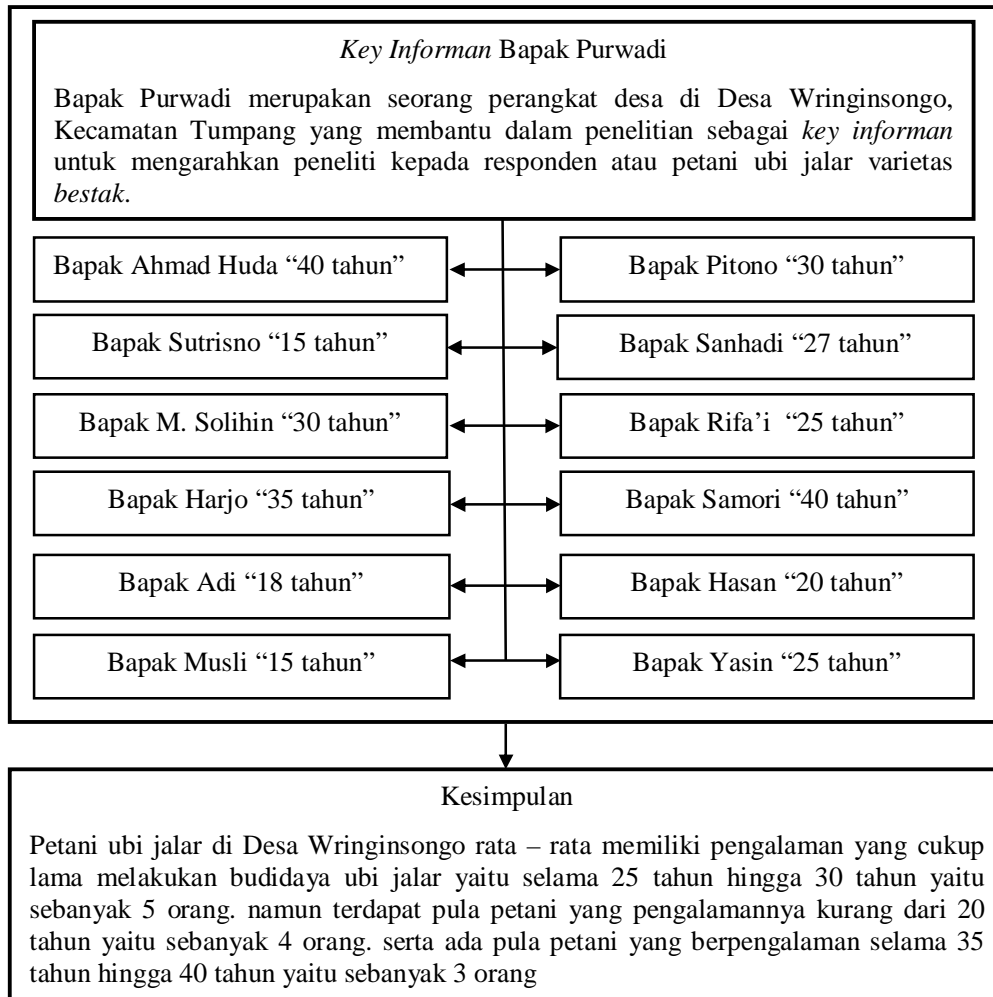 Key Informan Bapak Purwadi
Bapak Purwadi merupakan seorang perangkat desa di Desa Wringinsongo,
Kecamatan Tumpang yang membantu dalam penelitian sebagai key informan
untuk mengarahkan peneliti kepada responden atau petani ubi jalar varietas
bestak.
Bapak Ahmad Huda “40 tahun”
Bapak Pitono “30 tahun”
Bapak Sutrisno “15 tahun”
Bapak Sanhadi “27 tahun”
Bapak M. Solihin “30 tahun”
Bapak Rifa’i “25 tahun”
Bapak Harjo “35 tahun”
Bapak Samori “40 tahun”
Bapak Adi “18 tahun”
Bapak Hasan “20 tahun”
Bapak Musli “15 tahun”
Bapak Yasin “25 tahun”
Kesimpulan
Petani ubi jalar di Desa Wringinsongo rata – rata memiliki pengalaman yang cukup
lama melakukan budidaya ubi jalar yaitu selama 25 tahun hingga 30 tahun yaitu
sebanyak 5 orang. namun terdapat pula petani yang pengalamannya kurang dari 20
tahun yaitu sebanyak 4 orang. serta ada pula petani yang berpengalaman selama 35
tahun hingga 40 tahun yaitu sebanyak 3 orang